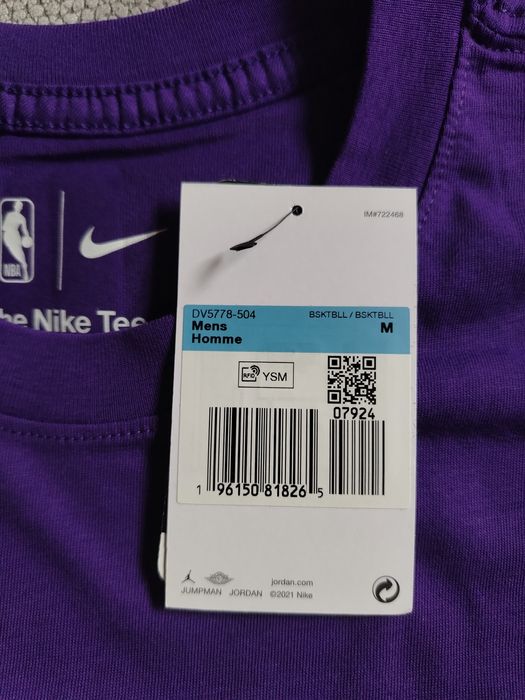 IM#722468
NBA
he Nike Tee
DV5778-504 BSKTBLL / BSKTBLL
Mens M
Homme
RFID YSM
07924
1 96150 81826 5
jordan.com
JUMPMAN JORDAN ©2021 Nike